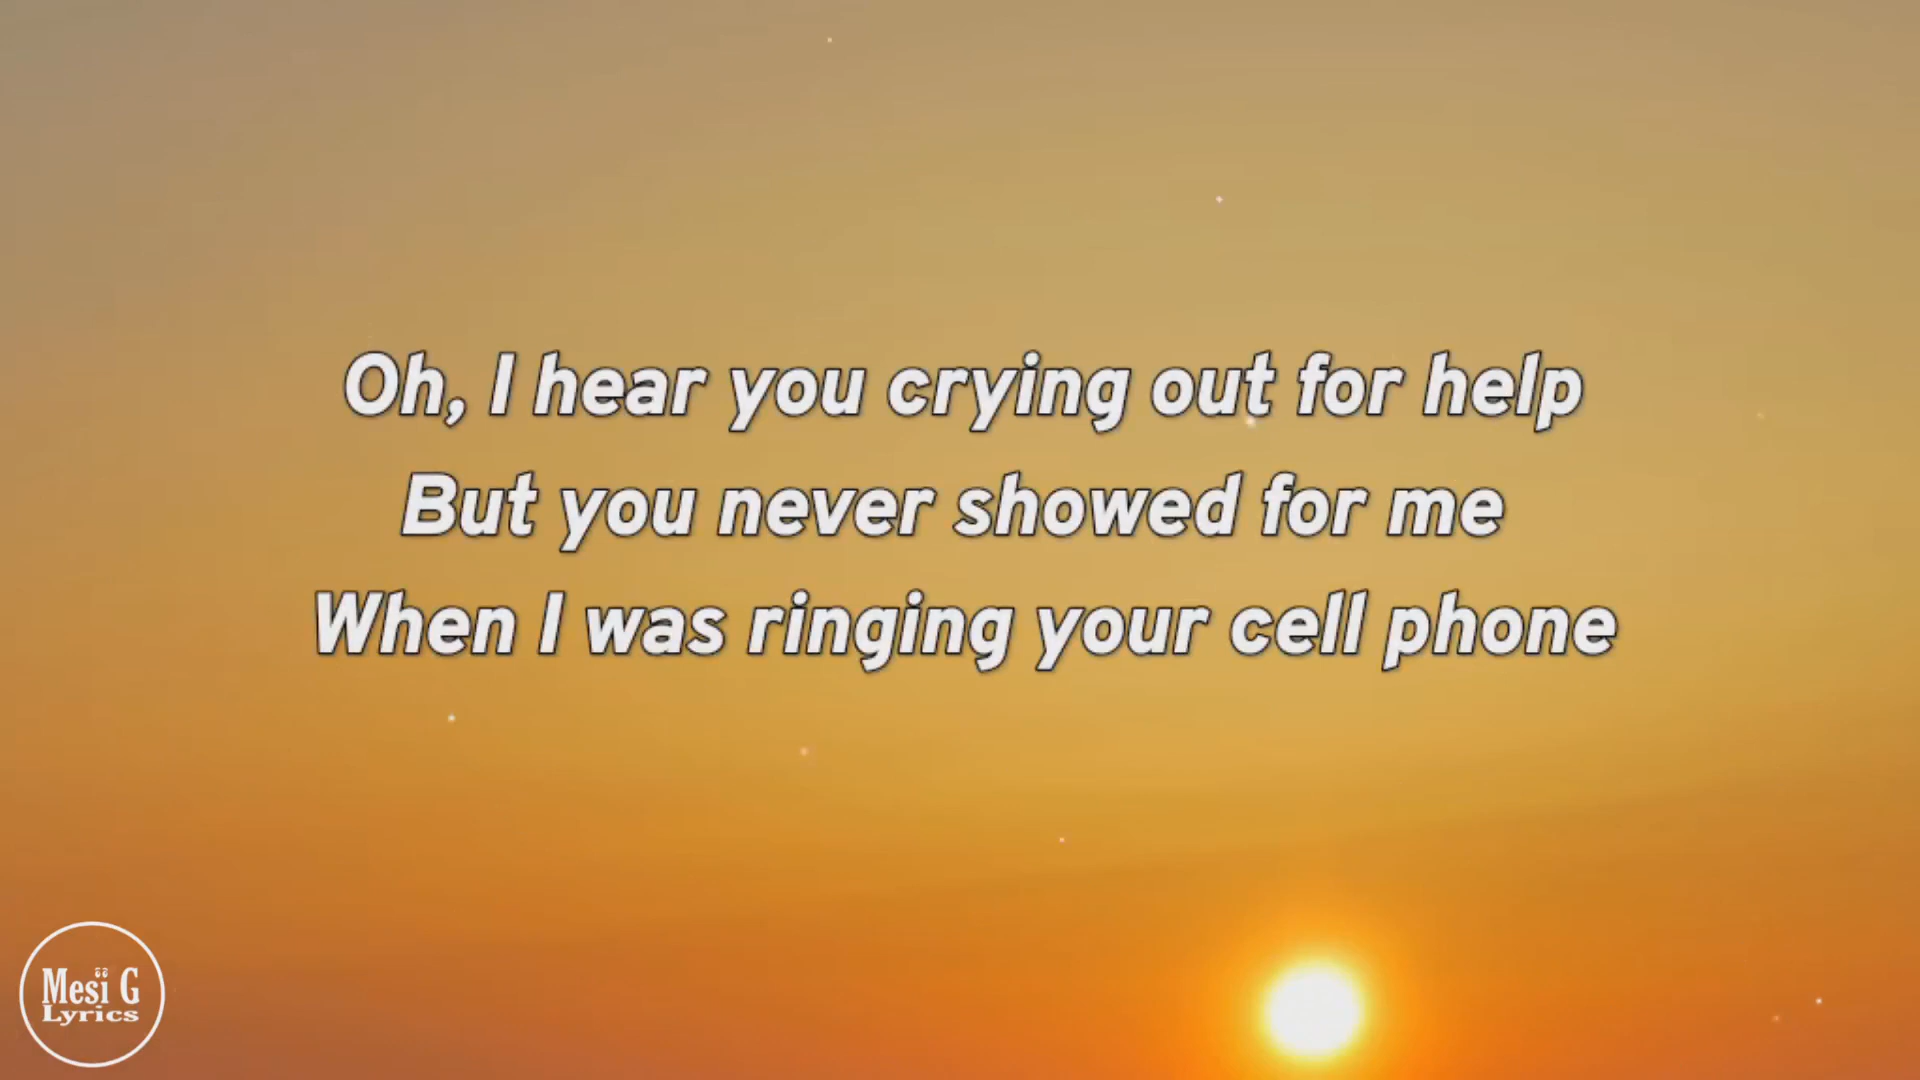 Oh, I hear you crying out for help
But you never showed for me
When I was ringing your cell phone
Mesi G
Lyrics